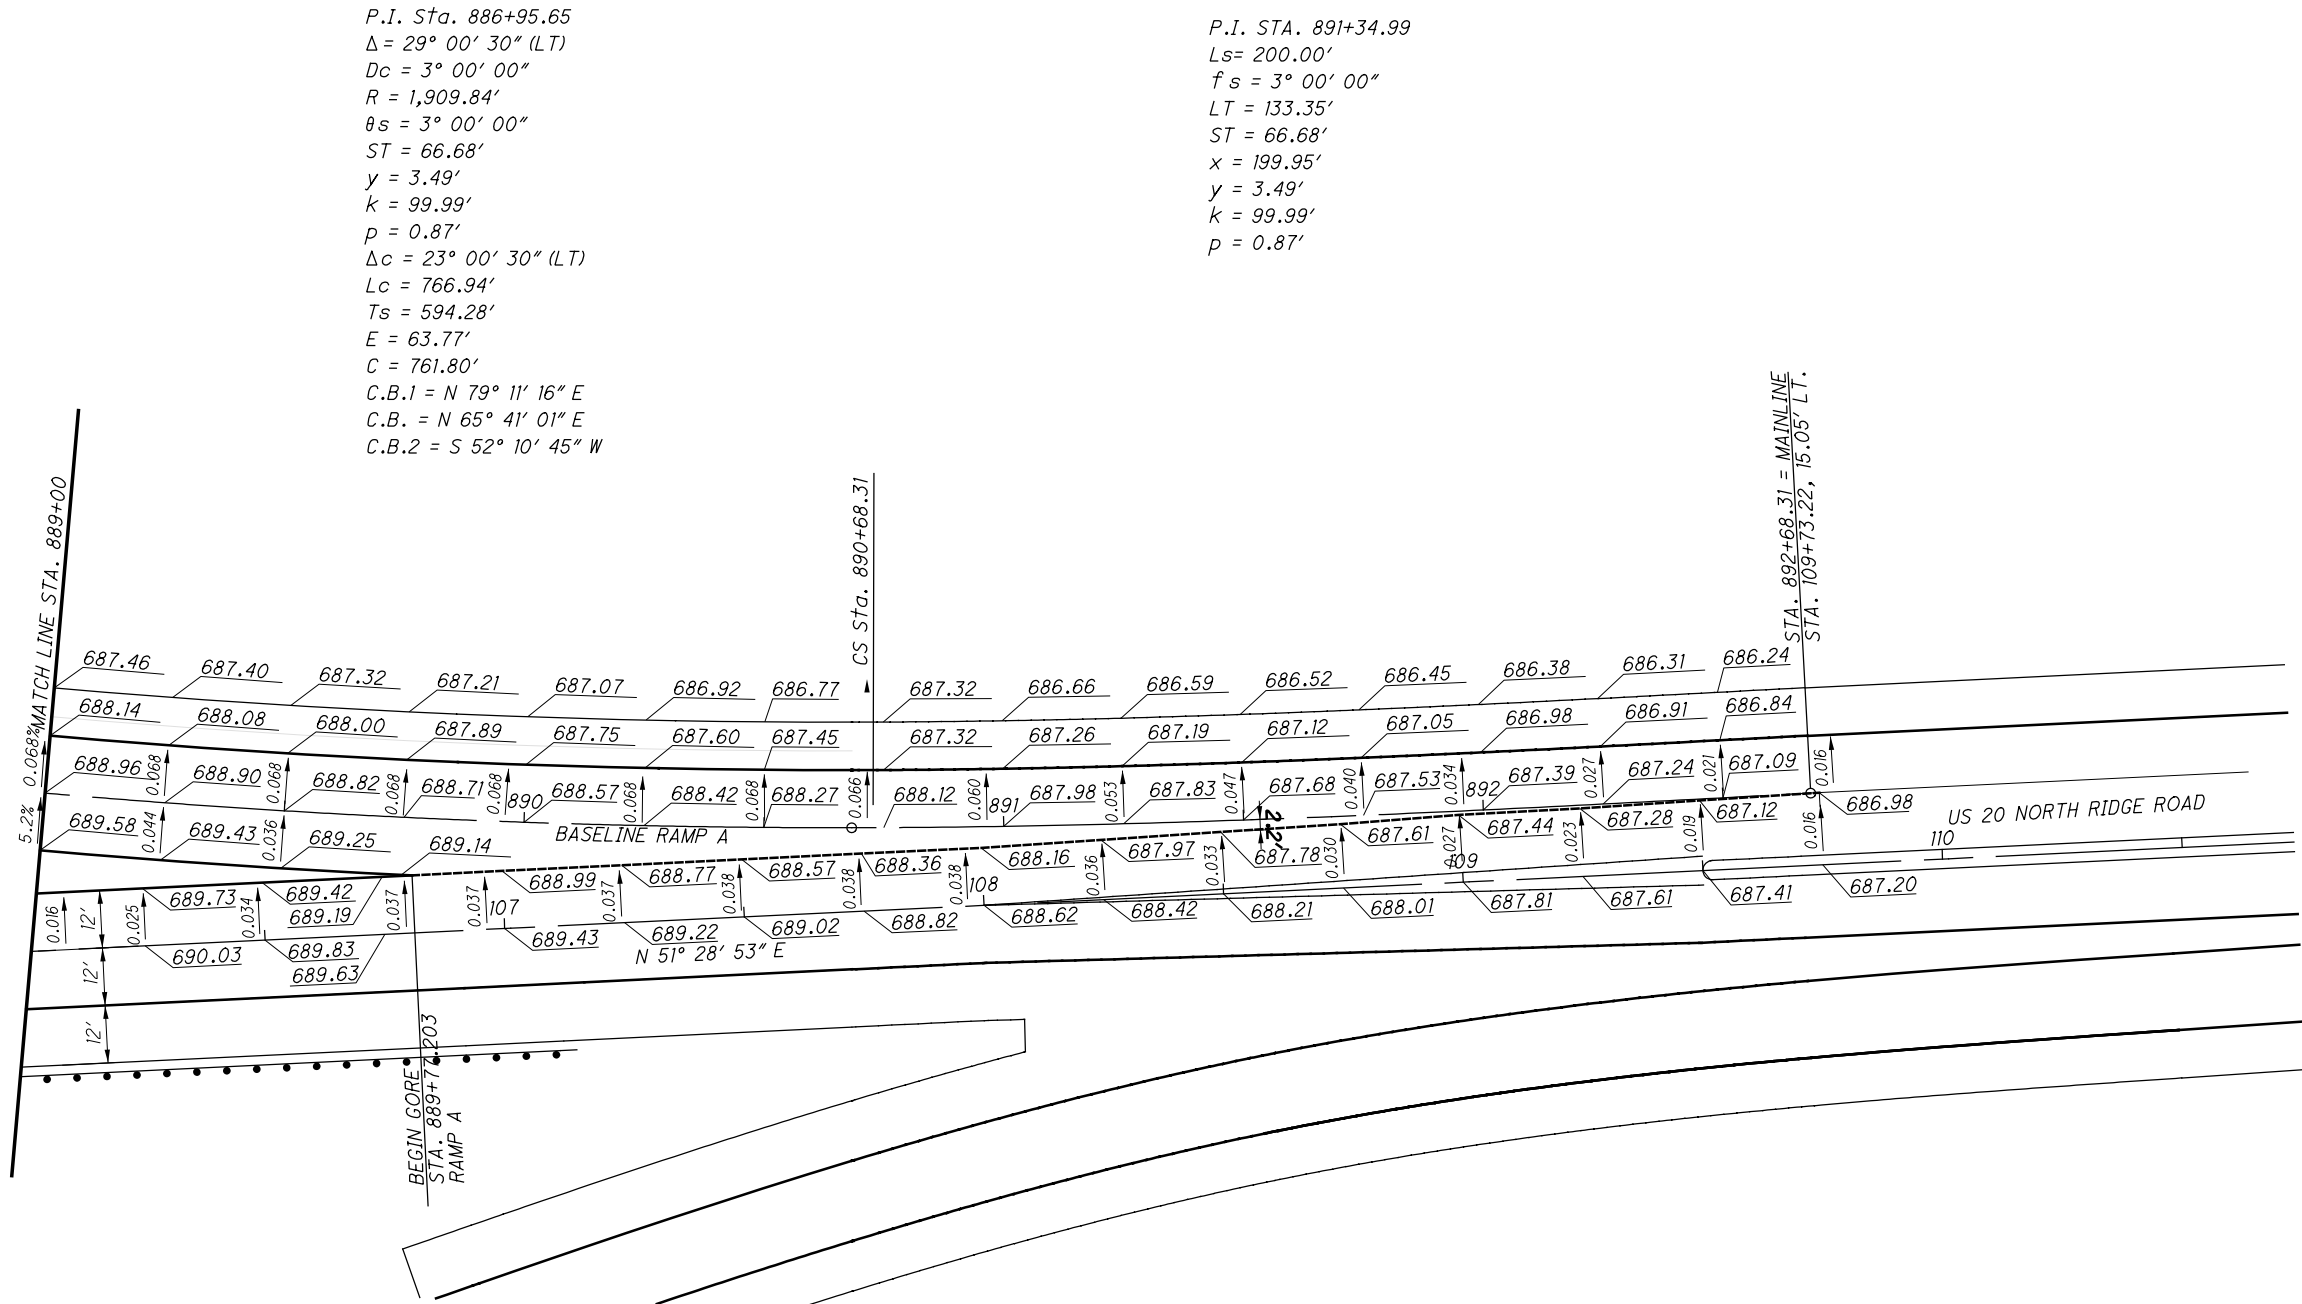 P.I. Sta. 886+95.65
Δ = 29° 00' 30" (LT)
Dc = 3° 00' 00"
R = 1,909.84'
θs = 3° 00' 00"
ST = 66.68'
y = 3.49'
k = 99.99'
p = 0.87'
Δc = 23° 00' 30" (LT)
Lc = 766.94'
Ts = 594.28'
E = 63.77'
C = 761.80'
C.B.1 = N 79° 11' 16" E
C.B. = N 65° 41' 01" E
C.B.2 = S 52° 10' 45" W
P.I. STA. 891+34.99
Ls= 200.00'
fs = 3° 00' 00"
LT = 133.35'
ST = 66.68'
x = 199.95'
y = 3.49'
k = 99.99'
p = 0.87'
MATCH LINE STA. 889+00
CS Sta. 890+68.31
STA. 892+68.31 = MAINLINE
STA. 109+73.22, 15.05' LT.
687.46 687.40 687.32 687.21 687.07 686.92 686.77 687.32 686.66 686.59 686.52 686.45 686.38 686.31 686.24
688.14 688.08 688.00 687.89 687.75 687.60 687.45 687.32 687.26 687.19 687.12 687.05 686.98 686.91 686.84
0.068% 0.068 0.068 0.068 0.068 0.068 0.068 0.066 0.060 0.053 0.047 0.040 0.034 0.027 0.021 0.016
688.96 688.90 688.82 688.71 890 688.57 688.42 688.27 688.12 891 687.98 687.83 687.68 687.53 892 687.39 687.24 687.09 686.98
BASELINE RAMP A
2.2'
US 20 NORTH RIDGE ROAD
5.2% 0.044 0.036
689.58 689.43 689.25 689.14 688.99 688.77 688.57 688.36 688.16 687.97 687.78 687.61 687.44 687.28 687.12
689.73 689.42 689.19
0.016 12' 0.025 0.034 0.037 0.037 0.037 0.038 0.038 0.038 0.036 0.033 0.030 0.027 0.023 0.019 0.016
107 108 109 110
690.03 689.83 689.63 689.43 689.22 689.02 688.82 688.62 688.42 688.21 688.01 687.81 687.61 687.41 687.20
N 51° 28' 53" E
12'
12'
BEGIN GORE
STA. 889+77.203
RAMP A